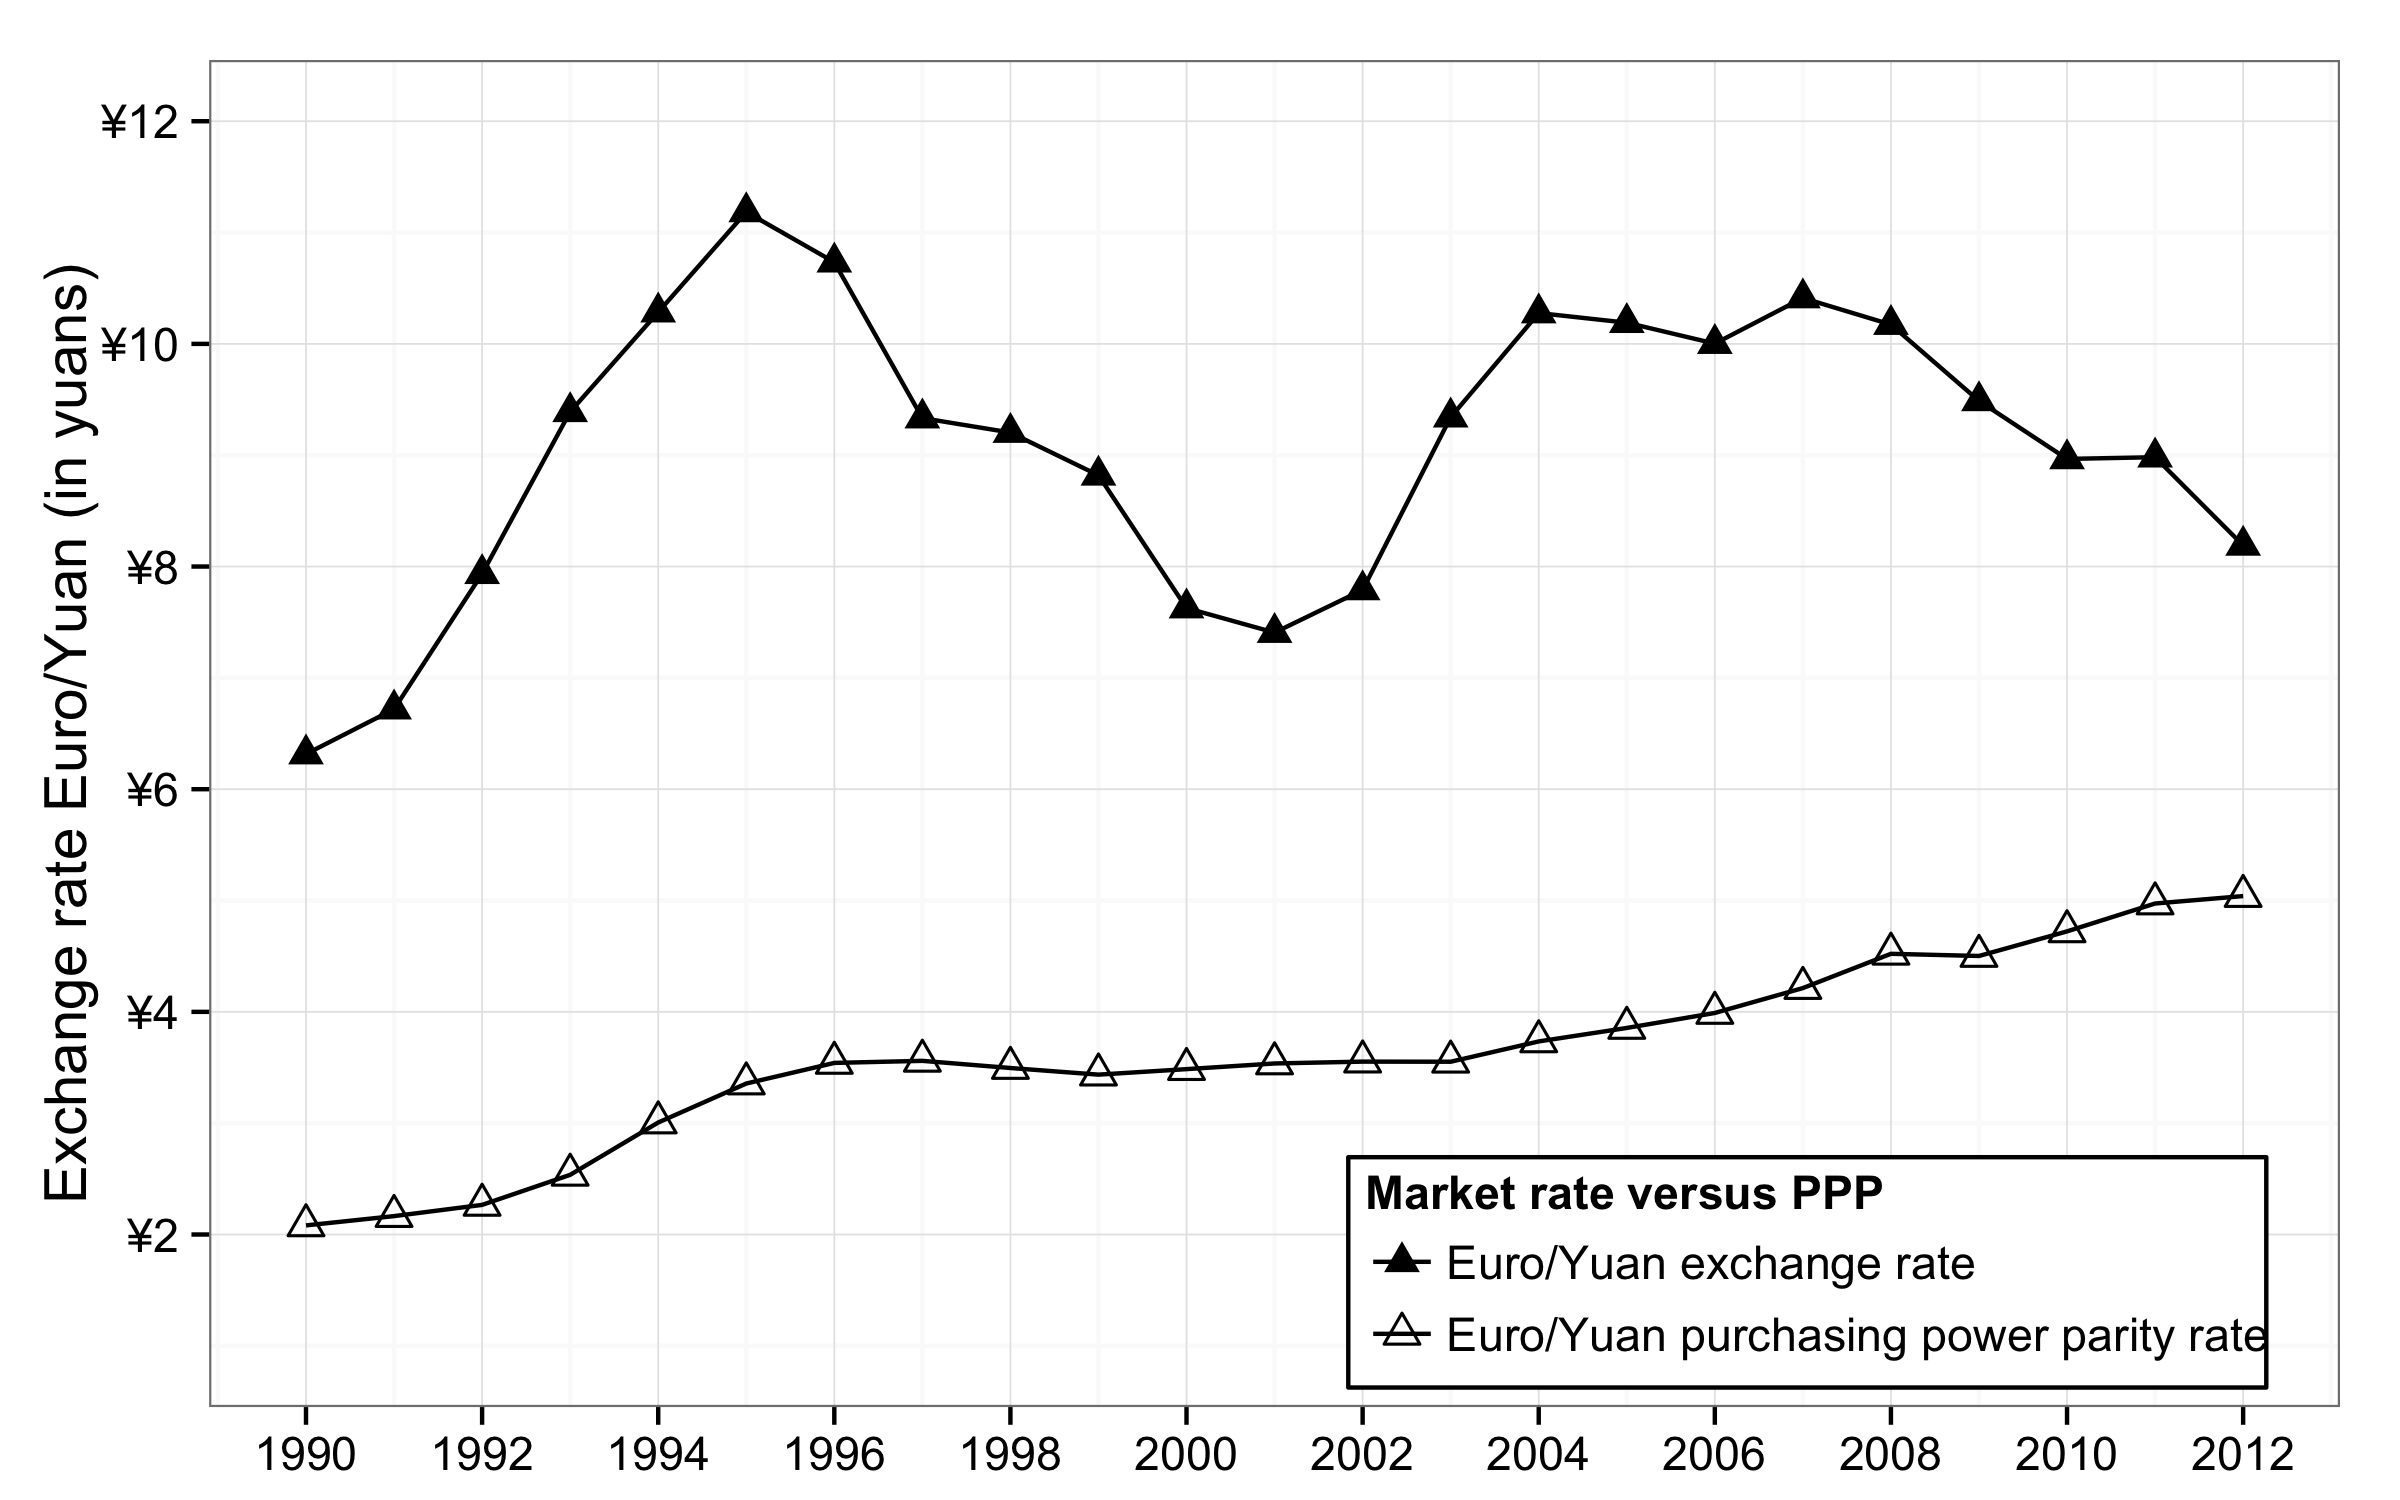 Exchange rate Euro/Yuan (in yuans)
¥12
¥10
¥8
¥6
¥4
¥2
Market rate versus PPP
Euro/Yuan exchange rate
Euro/Yuan purchasing power parity rate
1990 1992 1994 1996 1998 2000 2002 2004 2006 2008 2010 2012